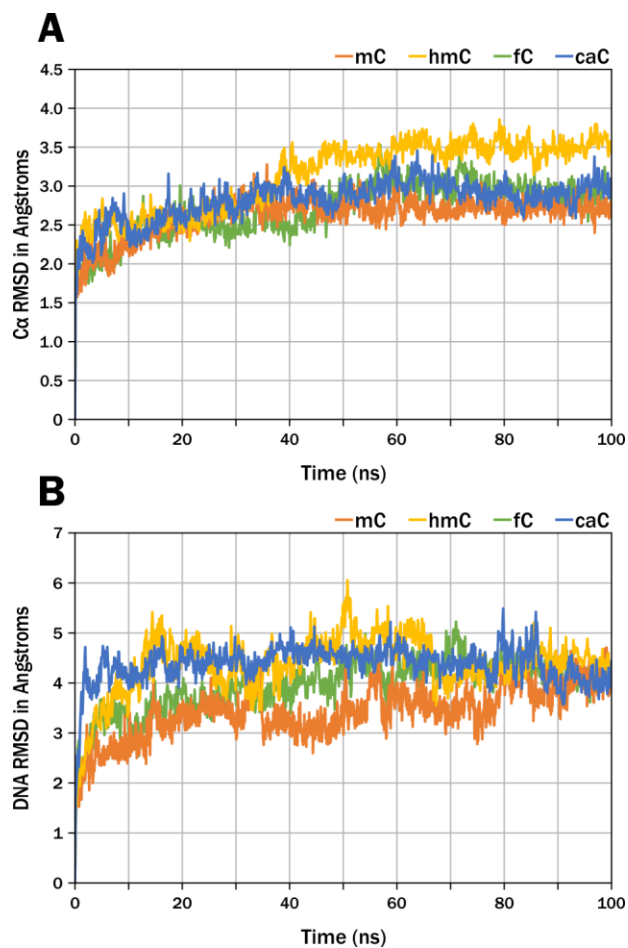 A
mC hmC fC caC
4.5
4.0
3.5
3.0
2.5
2.0
1.5
1.0
0.5
0
Cα RMSD in Angstroms
0 20 40 60 80 100
Time (ns)
B
mC hmC fC caC
7
6
5
4
3
2
1
0
DNA RMSD in Angstroms
0 20 40 60 80 100
Time (ns)